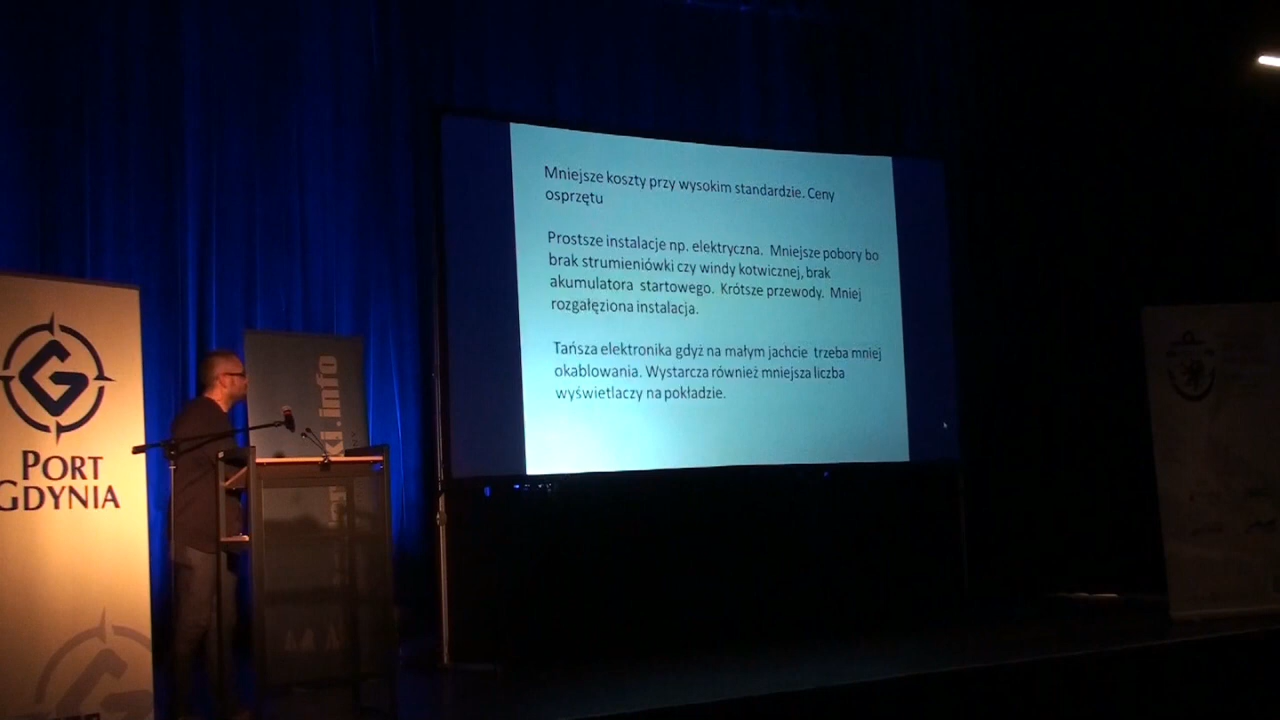 Mniejsze koszty przy wysokim standardzie. Ceny
osprzętu
Prostsze instalacje np. elektryczna. Mniejsze pobory bo
brak strumieniówki czy windy kotwicznej, brak
akumulatora startowego. Krótsze przewody. Mniej
rozgałęziona instalacja.
Tańsza elektronika gdyż na małym jachcie trzeba mniej
okablowania. Wystarcza również mniejsza liczba
wyświetlaczy na pokładzie.
G
PORT
GDYNIA
.info